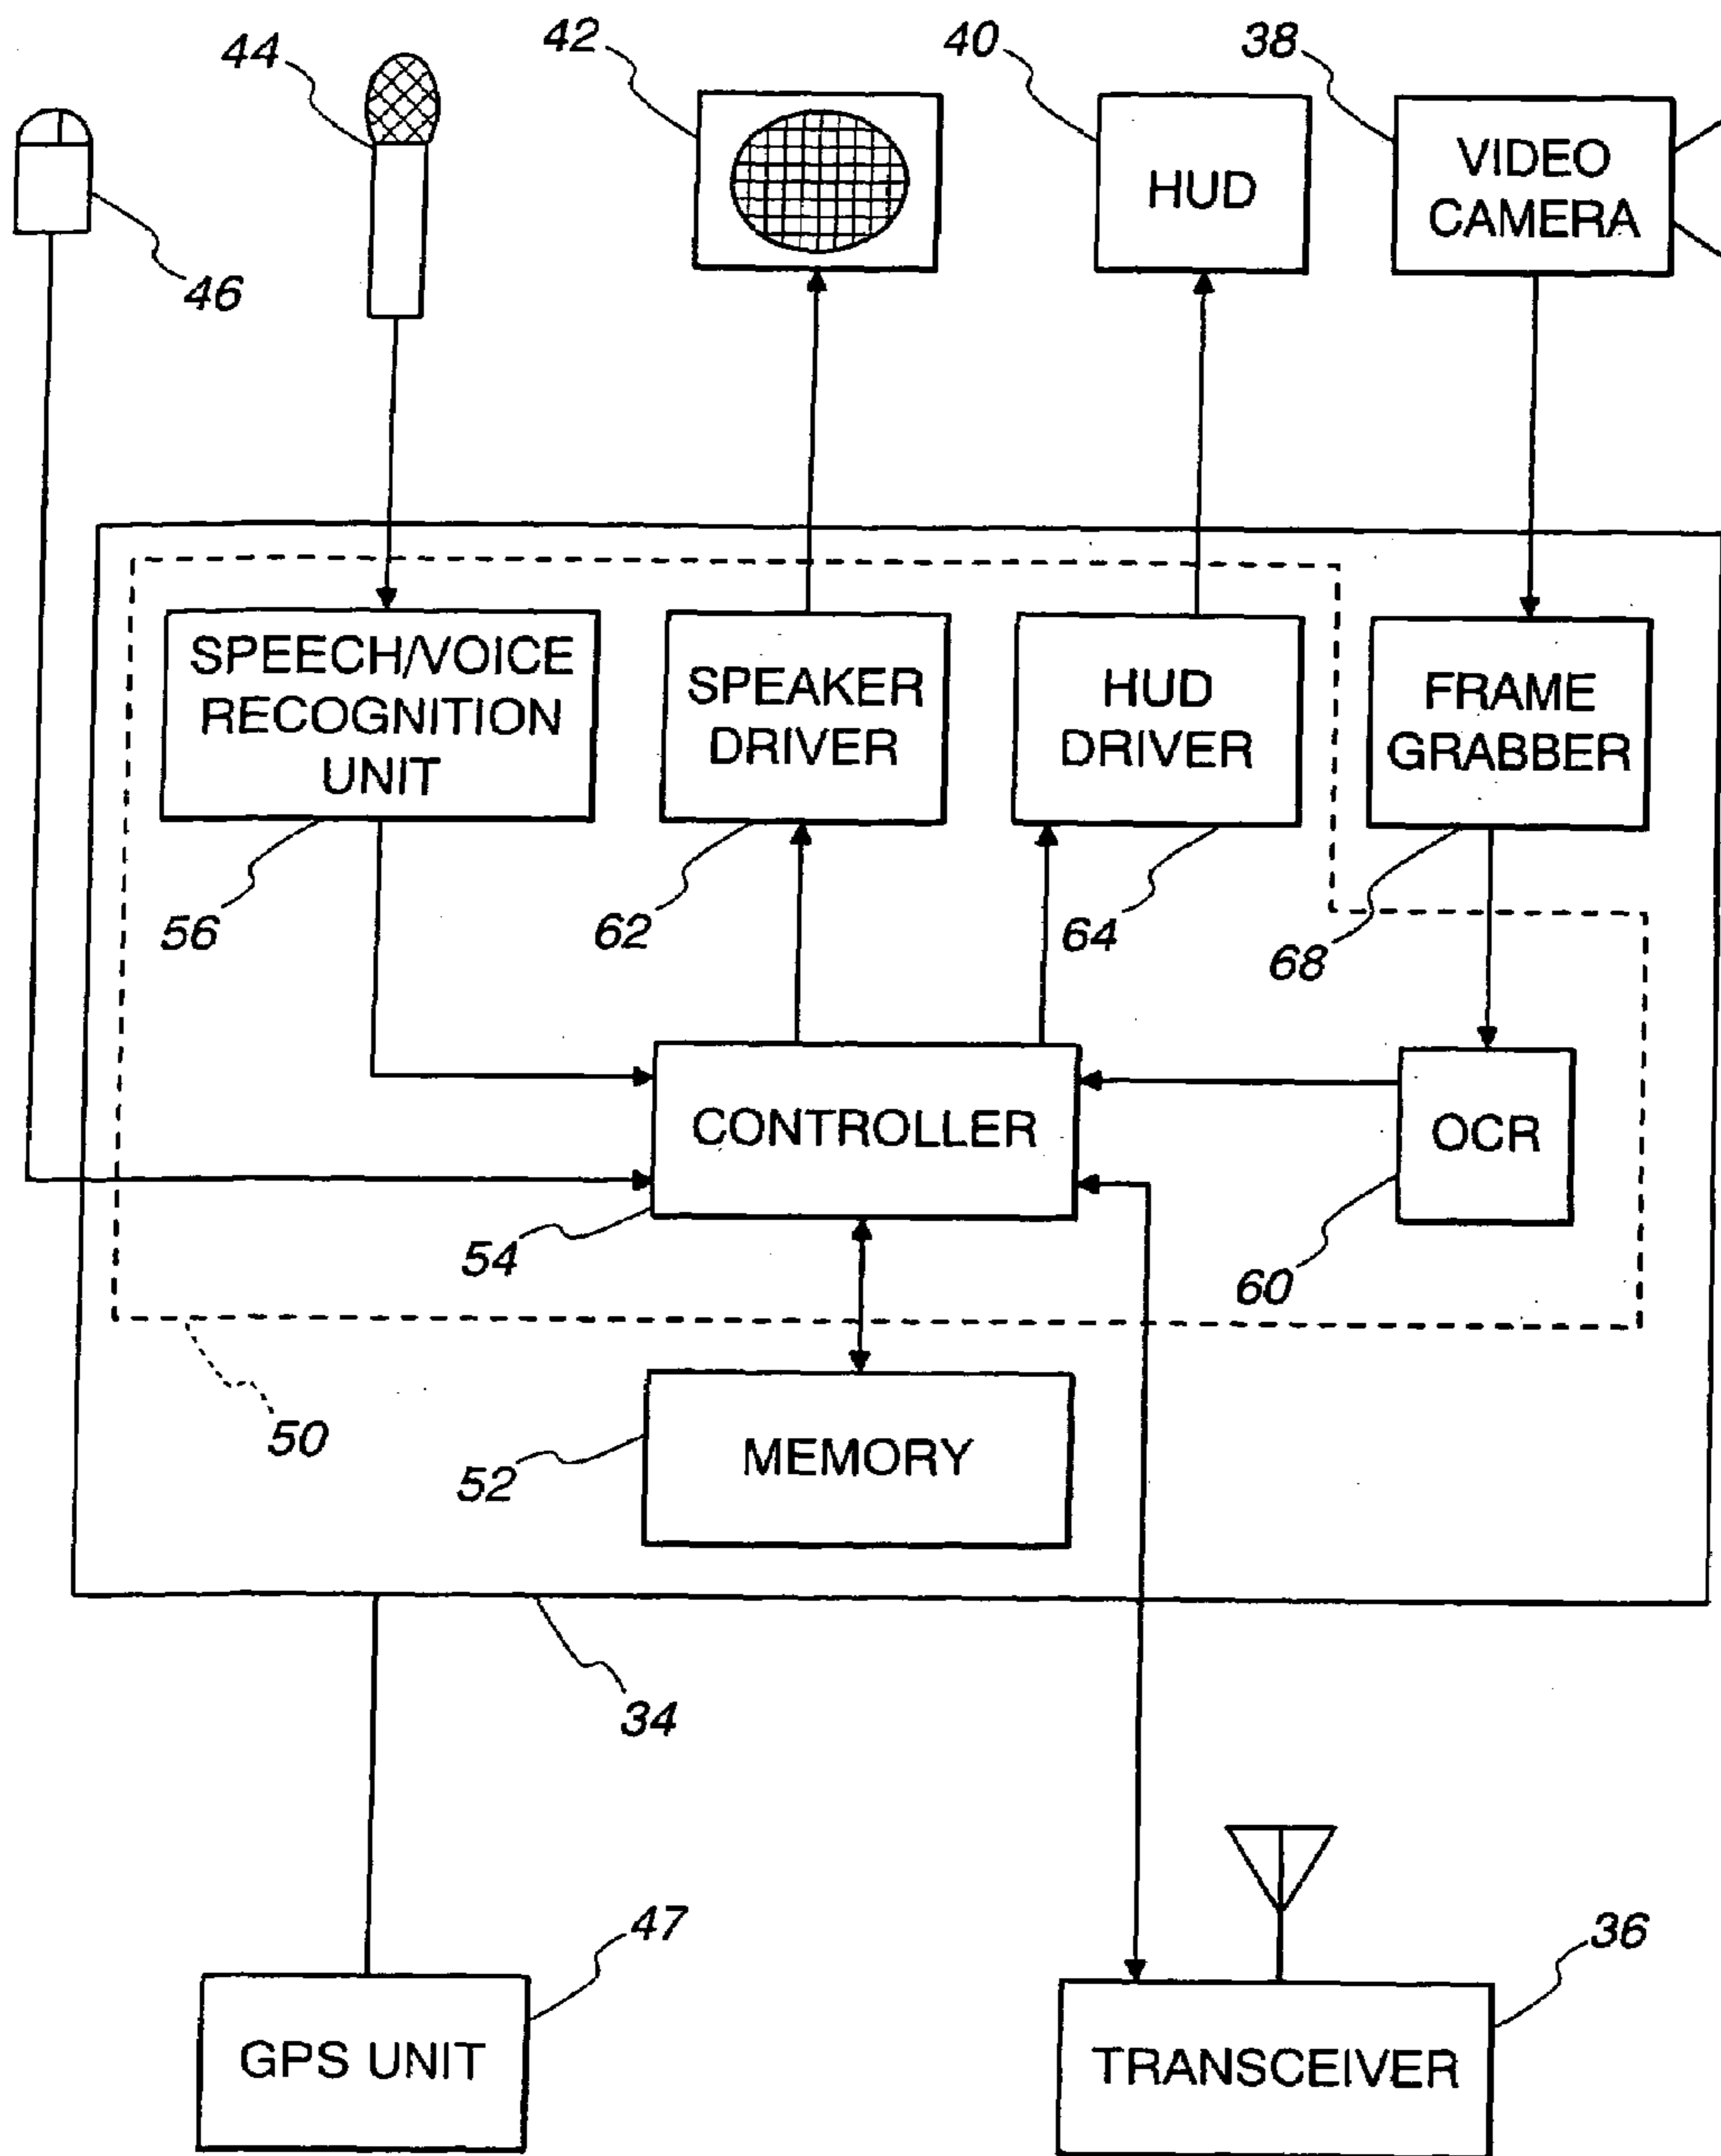 44
42
40
38
46
HUD
VIDEO
CAMERA
SPEECH/VOICE
RECOGNITION
UNIT
SPEAKER
DRIVER
HUD
DRIVER
FRAME
GRABBER
56
62
64
68
CONTROLLER
OCR
54
60
50
52
MEMORY
34
47
36
GPS UNIT
TRANSCEIVER